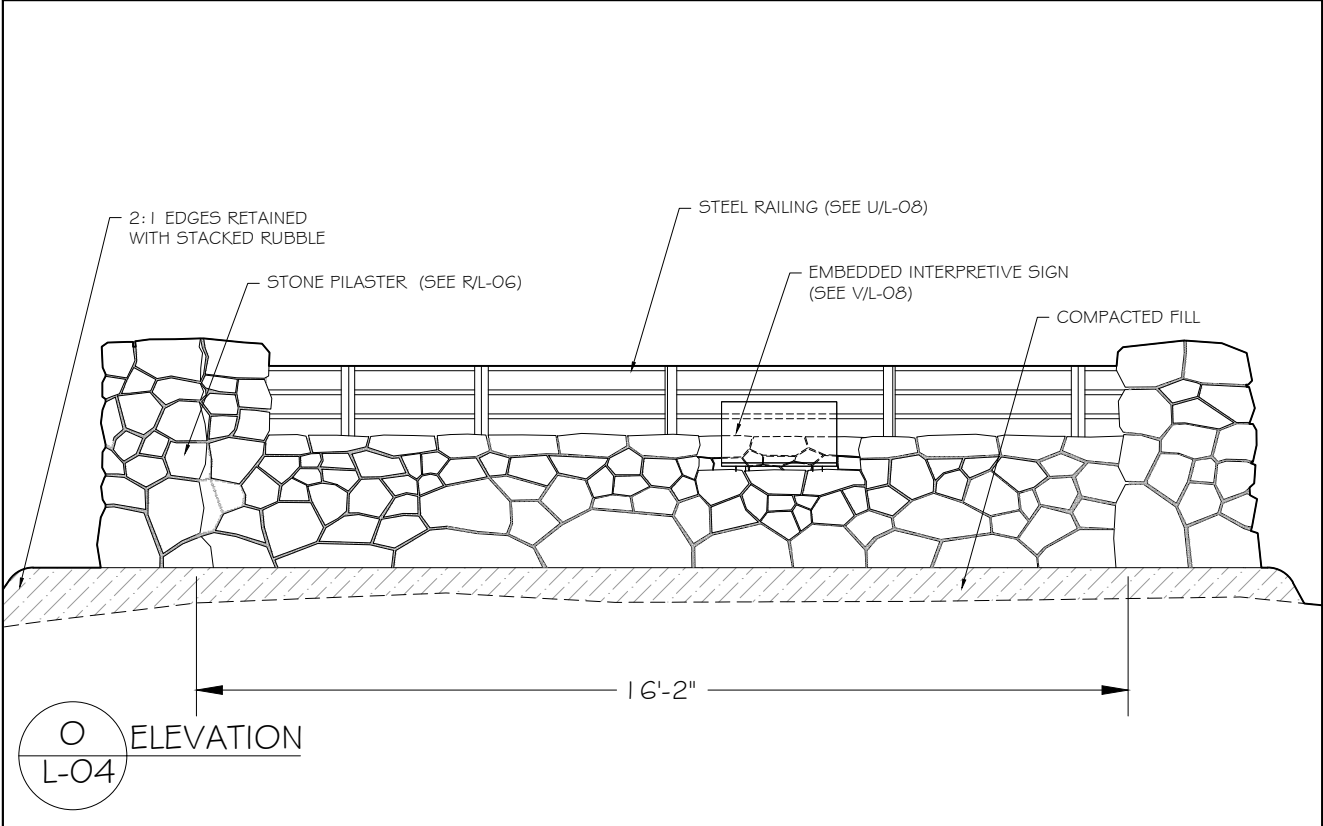 2:1 EDGES RETAINED
WITH STACKED RUBBLE
STEEL RAILING (SEE U/L-08)
STONE PILASTER (SEE R/L-06)
EMBEDDED INTERPRETIVE SIGN
(SEE V/L-08)
COMPACTED FILL
16'-2"
O
ELEVATION
L-04